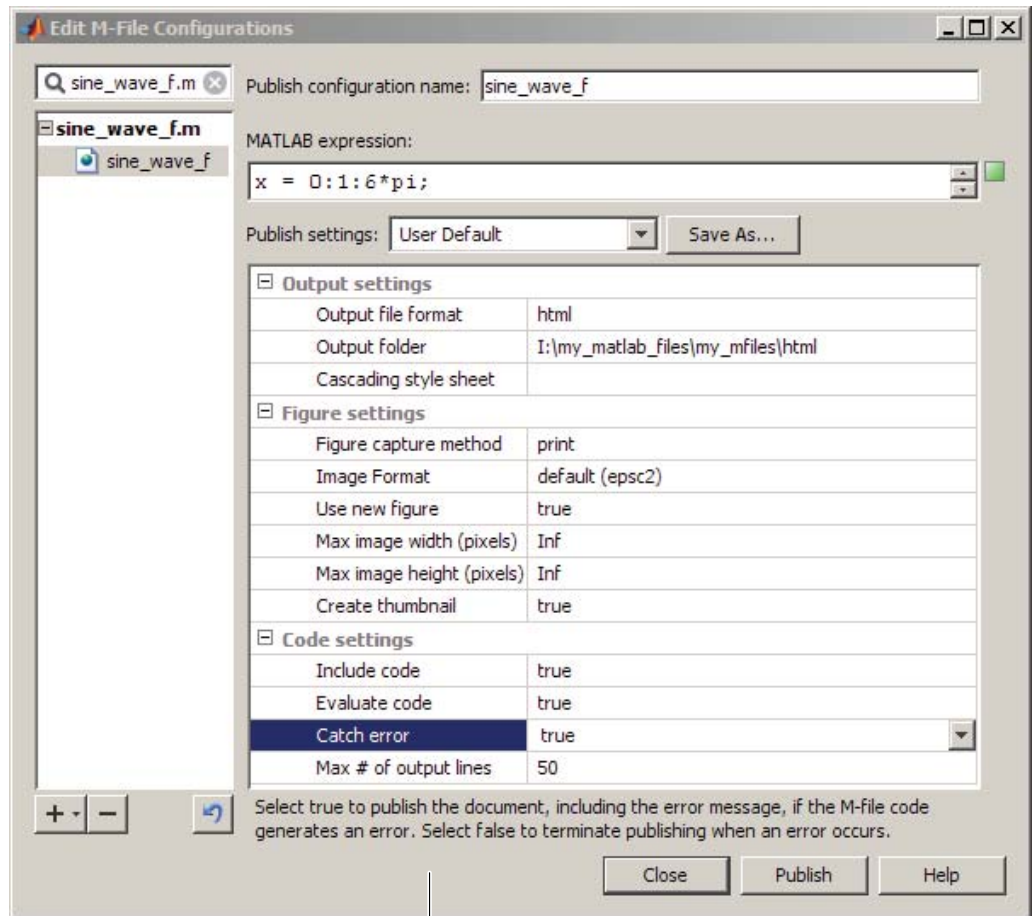 Edit M-File Configurations
sine_wave_f.m
Publish configuration name: sine_wave_f
sine_wave_f.m
sine_wave_f
MATLAB expression:
x = 0:1:6*pi;
Publish settings: User Default Save As...
Output settings
Output file format html
Output folder I:\my_matlab_files\my_mfiles\html
Cascading style sheet
Figure settings
Figure capture method print
Image Format default (epsc2)
Use new figure true
Max image width (pixels) Inf
Max image height (pixels) Inf
Create thumbnail true
Code settings
Include code true
Evaluate code true
Catch error true
Max # of output lines 50
Select true to publish the document, including the error message, if the M-file code
generates an error. Select false to terminate publishing when an error occurs.
Close Publish Help